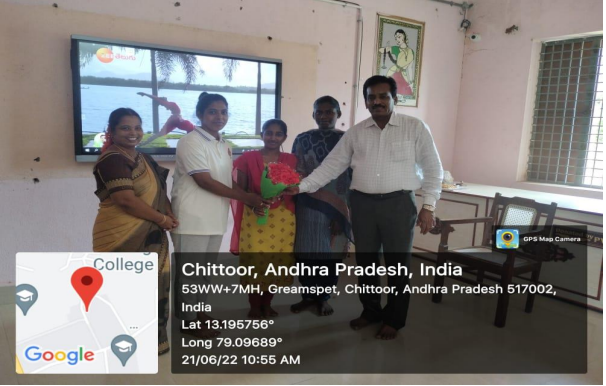 తెలుగు
GPS Map Camera
College
Google
Chittoor, Andhra Pradesh, India
53WW+7MH, Greamspet, Chittoor, Andhra Pradesh 517002,
India
Lat 13.195756°
Long 79.09689°
21/06/22 10:55 AM